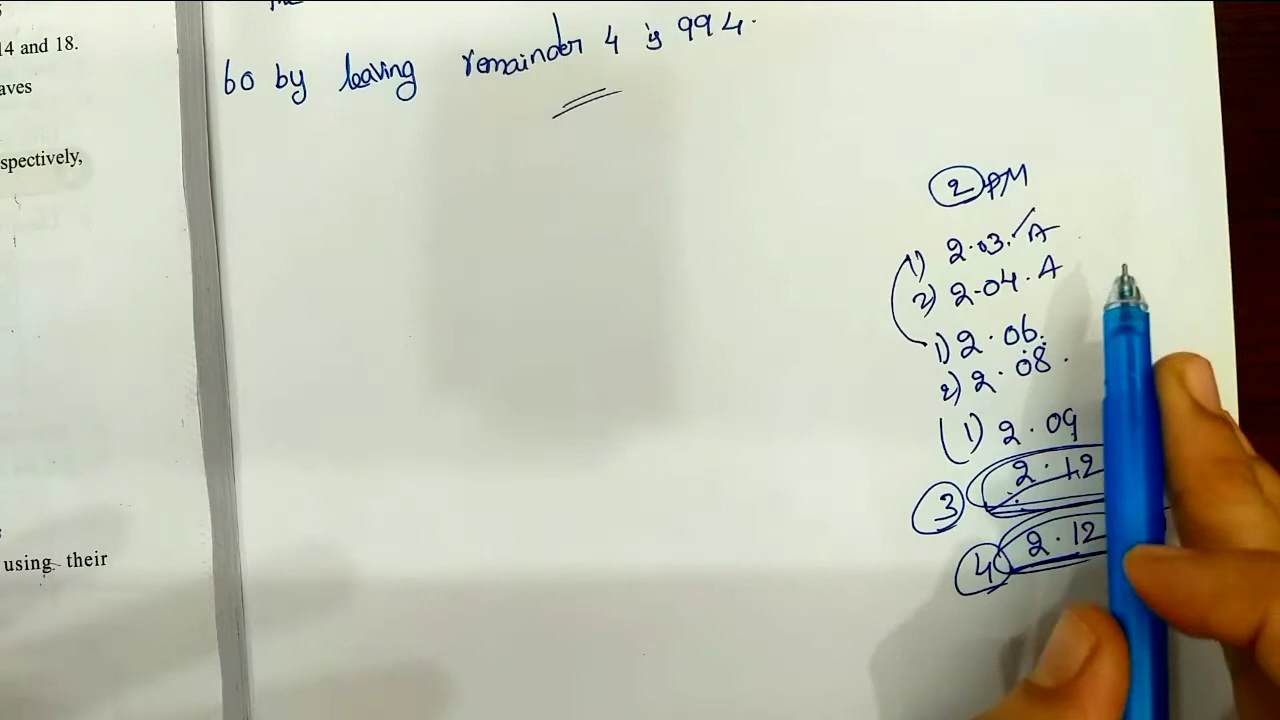 14 and 18.
aves
spectively,
using their
60 by leaving remainder 4 is 994.
2 PM
1) 2.03. A
2) 2.04. A
1) 2.06.
2) 2.08.
(1) 2.09
3 2.12
4 2.12